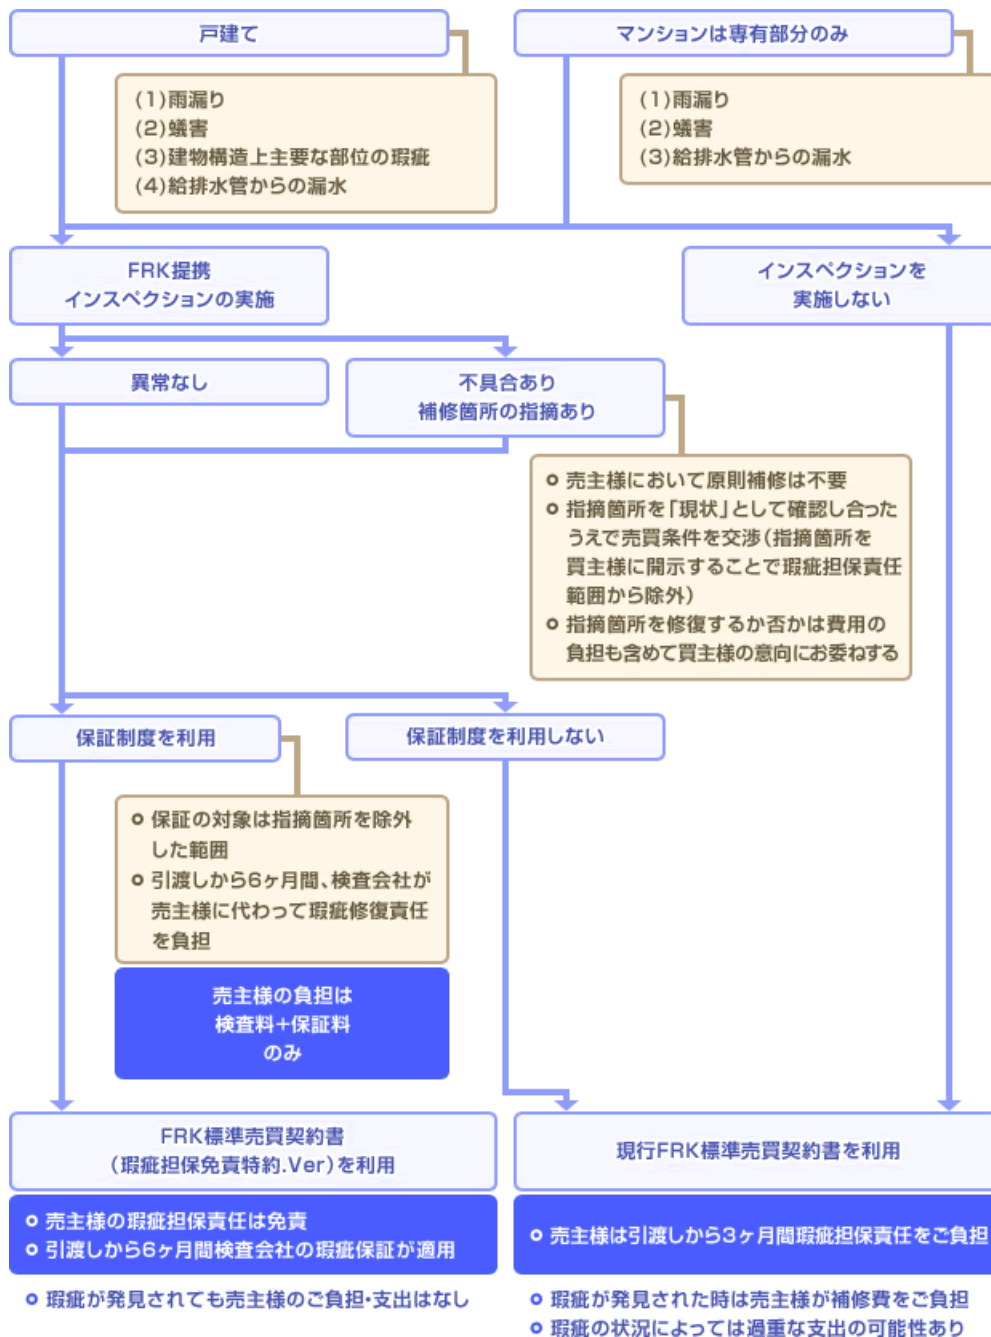 戸建て
マンションは専有部分のみ
(1)雨漏り
(2)蟻害
(3)建物構造上主要な部位の瑕疵
(4)給排水管からの漏水
(1)雨漏り
(2)蟻害
(3)給排水管からの漏水
FRK提携
インスペクションの実施
インスペクションを
実施しない
異常なし
不具合あり
補修箇所の指摘あり
売主様において原則補修は不要
指摘箇所を「現状」として確認し合った
うえで売買条件を交渉(指摘箇所を
買主様に開示することで瑕疵担保責任
範囲から除外)
指摘箇所を修復するか否かは費用の
負担も含めて買主様の意向にお委ねする
保証制度を利用
保証制度を利用しない
保証の対象は指摘箇所を除外
した範囲
引渡しから6ヶ月間、検査会社が
売主様に代わって瑕疵修復責任
を負担
売主様の負担は
検査料+保証料
のみ
FRK標準売買契約書
(瑕疵担保免責特約.Ver)を利用
売主様の瑕疵担保責任は免責
引渡しから6ヶ月間検査会社の瑕疵保証が適用
瑕疵が発見されても売主様のご負担・支出はなし
現行FRK標準売買契約書を利用
売主様は引渡しから3ヶ月間瑕疵担保責任をご負担
瑕疵が発見された時は売主様が補修費をご負担
瑕疵の状況によっては過重な支出の可能性あり